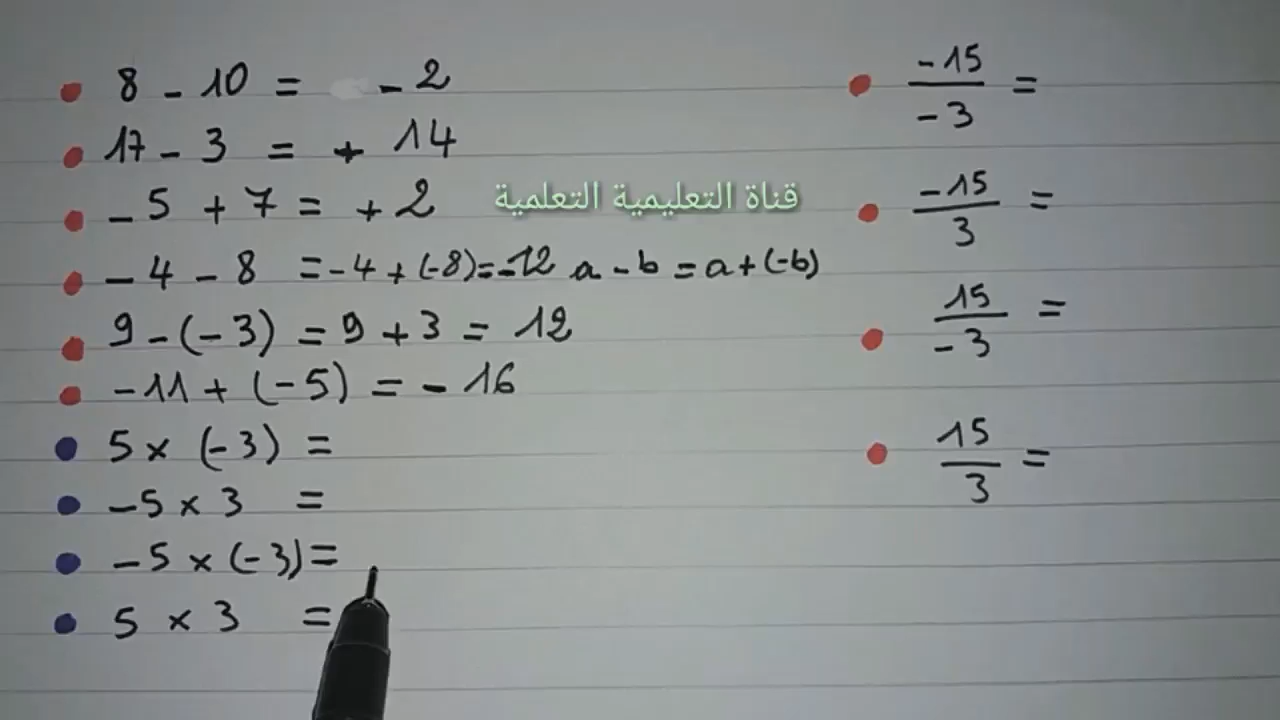 8 - 10 = - 2
17 - 3 = + 14
- 5 + 7 = + 2
قناة التعليمية التعلمية
- 4 - 8 = -4 + (-8) = -12 a - b = a + (-b)
9 - (-3) = 9 + 3 = 12
-11 + (-5) = - 16
5 × (-3) =
-5 × 3 =
-5 × (-3) =
5 × 3 =
-15/-3 =
-15/3 =
15/-3 =
15/3 =